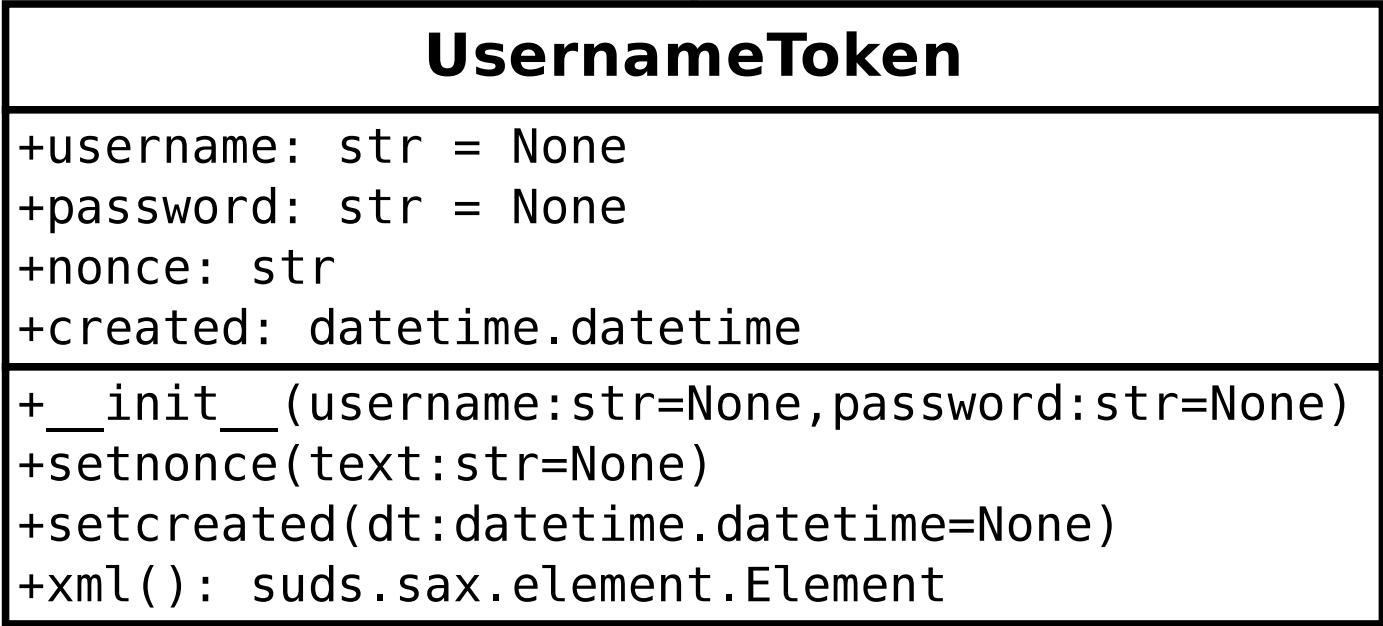 UsernameToken
+username: str = None
+password: str = None
+nonce: str
+created: datetime.datetime
+__init__(username:str=None,password:str=None)
+setnonce(text:str=None)
+setcreated(dt:datetime.datetime=None)
+xml(): suds.sax.element.Element